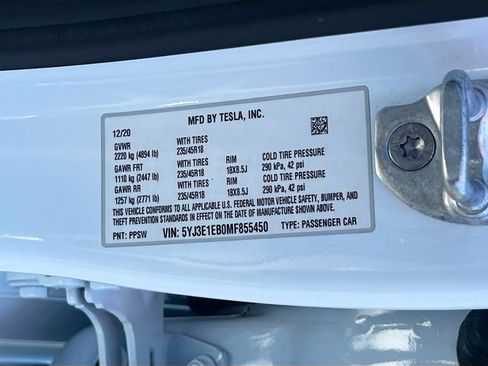 MFD BY TESLA, INC.
12/20
GVWR WITH TIRES
2220 kg (4894 lb) 235/45R18
GAWR FRT WITH TIRES RIM COLD TIRE PRESSURE
1110 kg (2447 lb) 235/45R18 18X8.5J 290 kPa, 42 psi
GAWR RR WITH TIRES RIM COLD TIRE PRESSURE
1257 kg (2771 lb) 235/45R18 18X8.5J 290 kPa, 42 psi
THIS VEHICLE CONFORMS TO ALL APPLICABLE U.S. FEDERAL MOTOR VEHICLE SAFETY, BUMPER, AND
THEFT PREVENTION STANDARDS IN EFFECT ON THE DATE OF MANUFACTURE SHOWN ABOVE.
PNT: PPSW VIN: 5YJ3E1EB0MF855450 TYPE: PASSENGER CAR